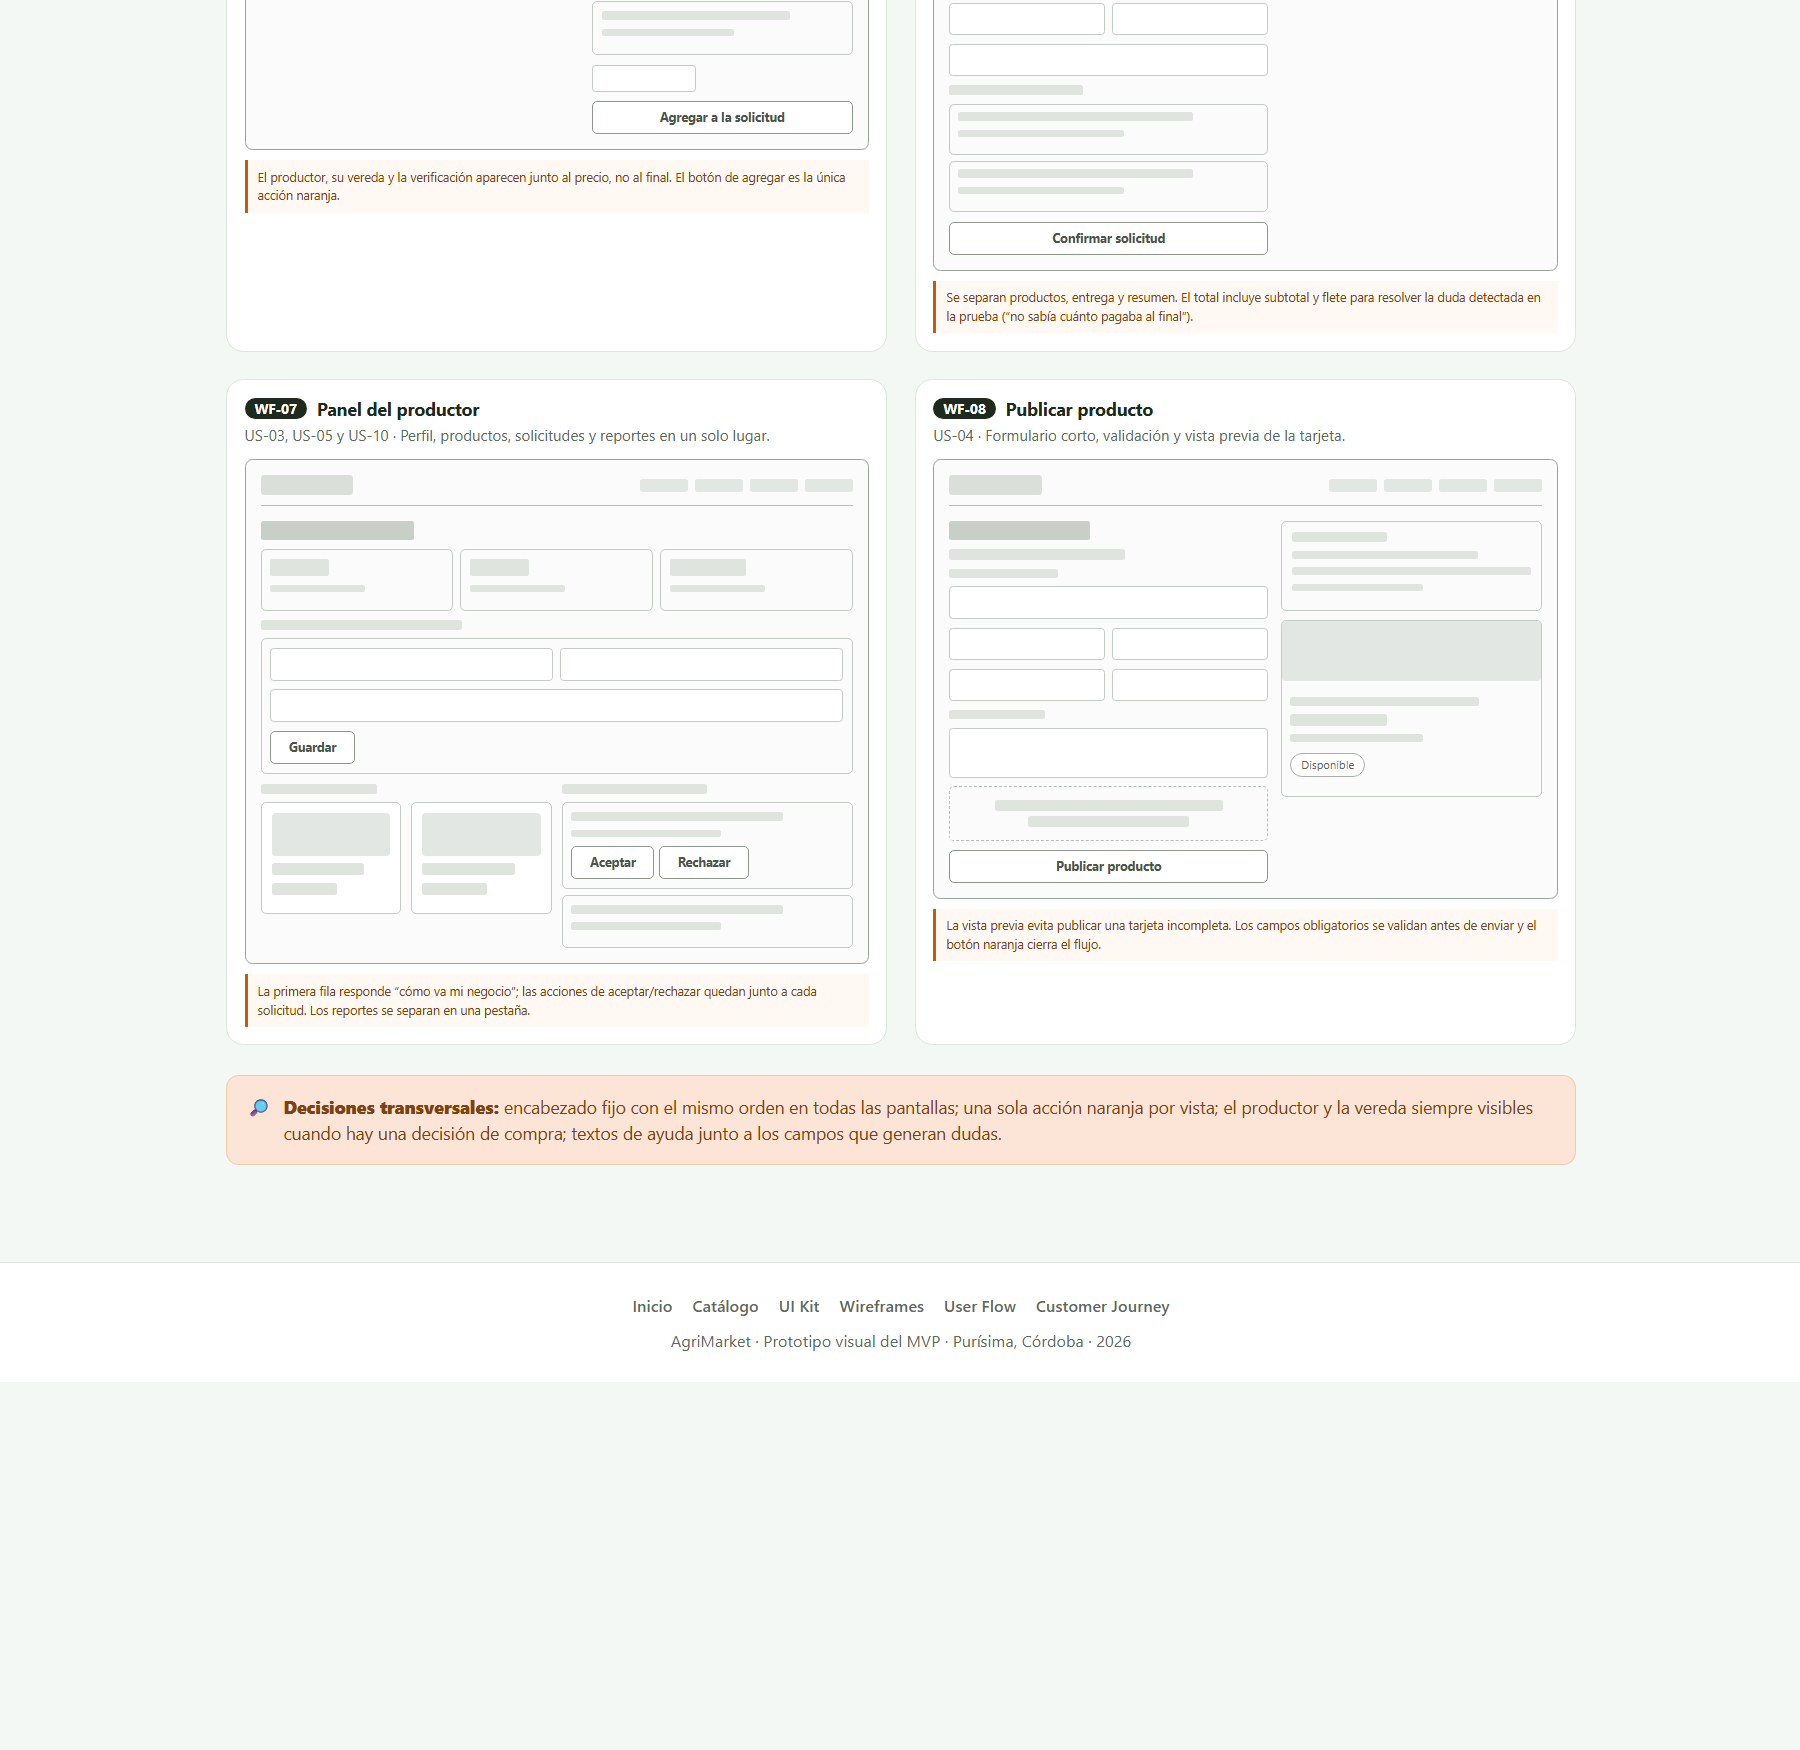 Agregar a la solicitud
El productor, su vereda y la verificación aparecen junto al precio, no al final. El botón de agregar es la única
acción naranja.
Confirmar solicitud
Se separan productos, entrega y resumen. El total incluye subtotal y flete para resolver la duda detectada en
la prueba (“no sabía cuánto pagaba al final”).
WF-07 Panel del productor
US-03, US-05 y US-10 · Perfil, productos, solicitudes y reportes en un solo lugar.
Guardar
Aceptar Rechazar
La primera fila responde “cómo va mi negocio”; las acciones de aceptar/rechazar quedan junto a cada
solicitud. Los reportes se separan en una pestaña.
WF-08 Publicar producto
US-04 · Formulario corto, validación y vista previa de la tarjeta.
Disponible
Publicar producto
La vista previa evita publicar una tarjeta incompleta. Los campos obligatorios se validan antes de enviar y el
botón naranja cierra el flujo.
Decisiones transversales: encabezado fijo con el mismo orden en todas las pantallas; una sola acción naranja por vista; el productor y la vereda siempre visibles
cuando hay una decisión de compra; textos de ayuda junto a los campos que generan dudas.
Inicio Catálogo UI Kit Wireframes User Flow Customer Journey
AgriMarket · Prototipo visual del MVP · Purísima, Córdoba · 2026